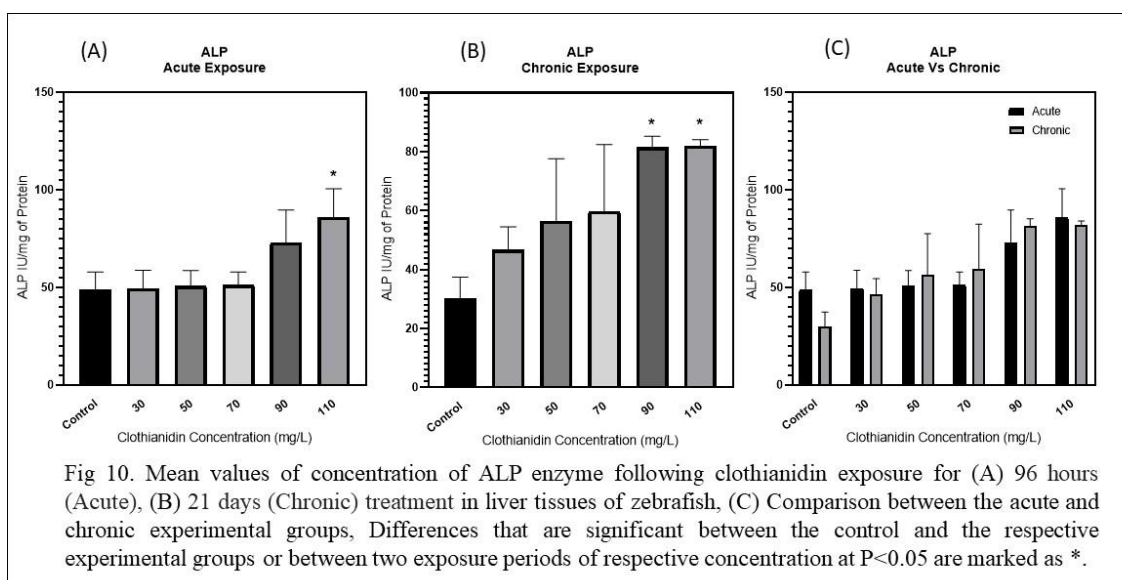 (A)
ALP
Acute Exposure
ALP IU/mg of Protein
150
100
50
0
*
Control
30
50
70
90
110
Clothianidin Concentration (mg/L)
(B)
ALP
Chronic Exposure
ALP IU/mg of Protein
100
80
60
40
20
0
*
*
Control
30
50
70
90
110
Clothianidin Concentration (mg/L)
(C)
ALP
Acute Vs Chronic
ALP IU/mg of Protein
150
100
50
0
Acute
Chronic
Control
30
50
70
90
110
Clothianidin Concentration (mg/L)
Fig 10. Mean values of concentration of ALP enzyme following clothianidin exposure for (A) 96 hours
(Acute), (B) 21 days (Chronic) treatment in liver tissues of zebrafish, (C) Comparison between the acute and
chronic experimental groups, Differences that are significant between the control and the respective
experimental groups or between two exposure periods of respective concentration at P<0.05 are marked as *.